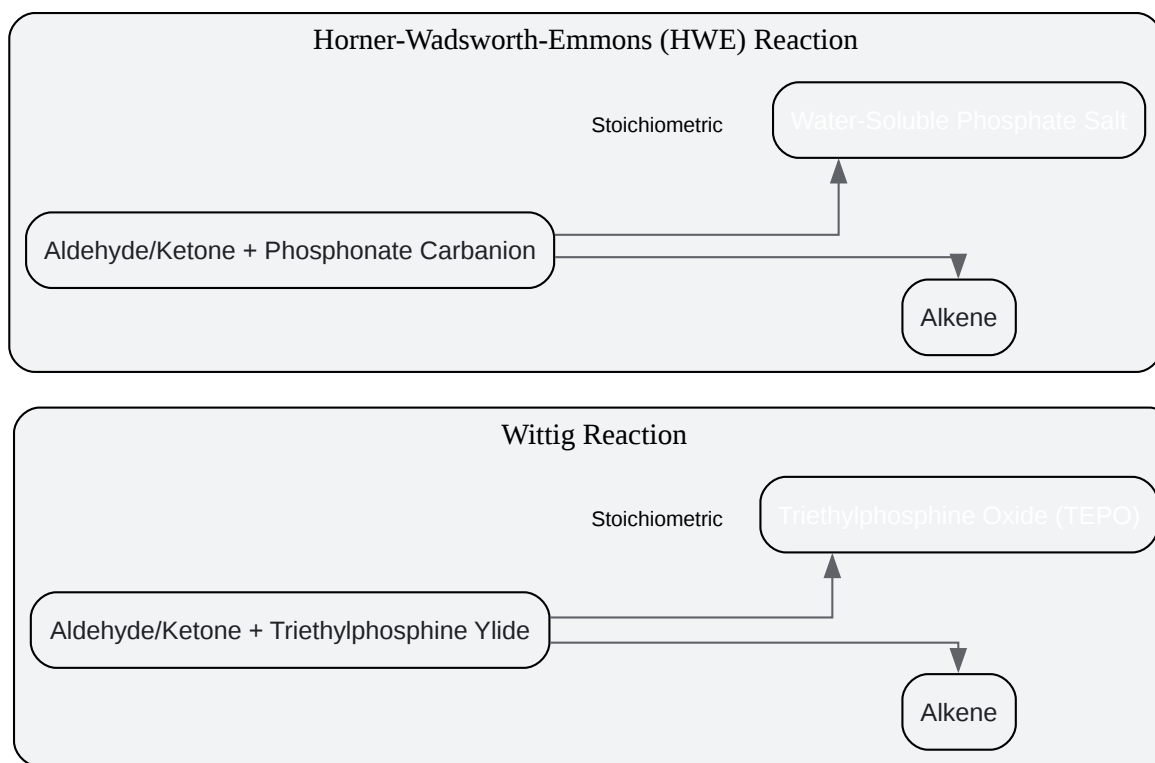 Horner-Wadsworth-Emmons (HWE) Reaction
Stoichiometric
Water-Soluble Phosphate Salt
Aldehyde/Ketone + Phosphonate Carbanion
Alkene
Wittig Reaction
Stoichiometric
Triethylphosphine Oxide (TEPO)
Aldehyde/Ketone + Triethylphosphine Ylide
Alkene